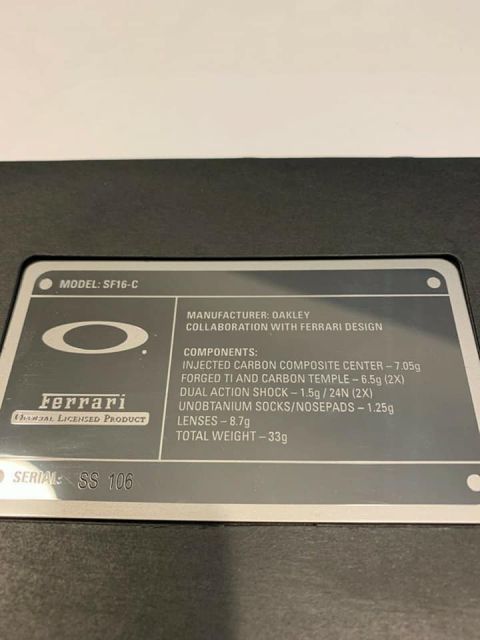 MODEL: SF16-C
MANUFACTURER: OAKLEY
COLLABORATION WITH FERRARI DESIGN
COMPONENTS:
INJECTED CARBON COMPOSITE CENTER – 7.05g
FORGED TI AND CARBON TEMPLE – 6.5g (2X)
DUAL ACTION SHOCK – 1.5g / 24N (2X)
UNOBTANIUM SOCKS/NOSEPADS – 1.25g
LENSES – 8.7g
TOTAL WEIGHT – 33g
Ferrari
OFFICIAL LICENSED PRODUCT
SERIAL: SS 106